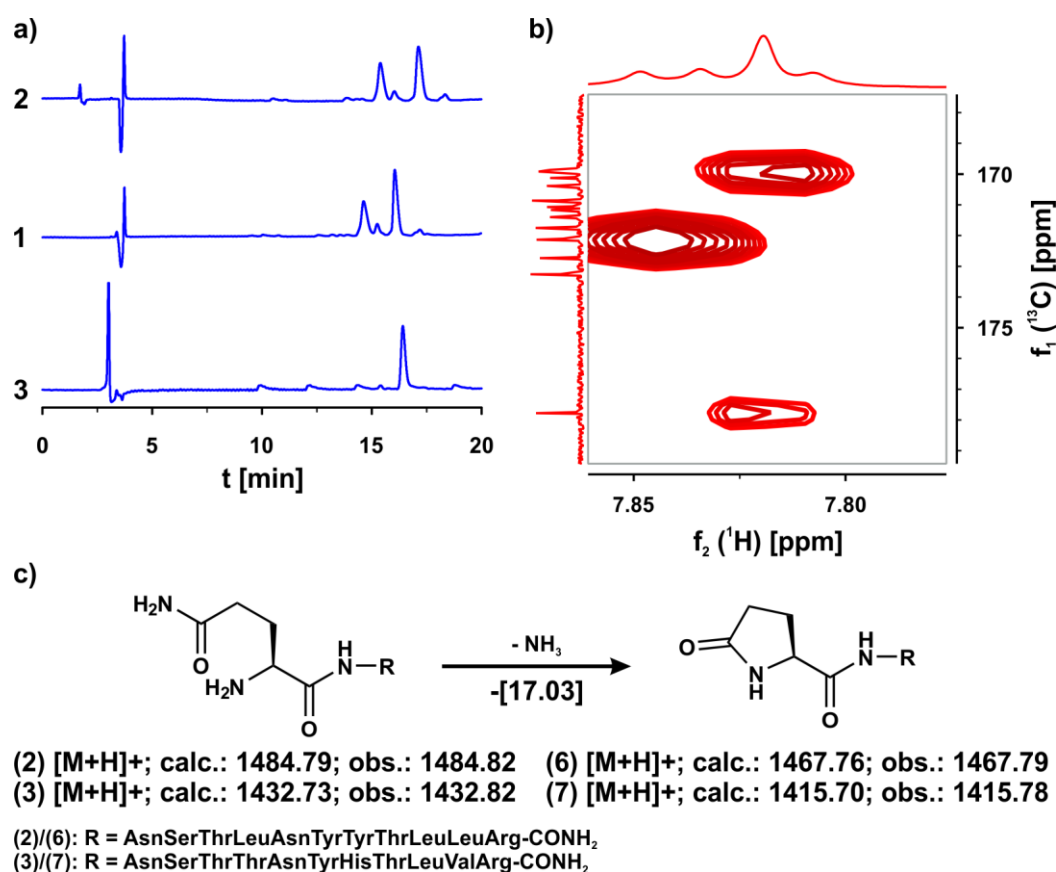 a)
2
1
3
0
5
10
15
20
t [min]
b)
170
175
f₁ (¹³C) [ppm]
7.85
7.80
f₂ (¹H) [ppm]
c)
H₂N
O
H₂N
H
N
R
O
- NH₃
-[17.03]
O
N
H
H
N
R
O
(2) [M+H]+; calc.: 1484.79; obs.: 1484.82
(6) [M+H]+; calc.: 1467.76; obs.: 1467.79
(3) [M+H]+; calc.: 1432.73; obs.: 1432.82
(7) [M+H]+; calc.: 1415.70; obs.: 1415.78
(2)/(6): R = AsnSerThrLeuAsnTyrTyrThrLeuLeuArg-CONH₂
(3)/(7): R = AsnSerThrThrAsnTyrHisThrLeuValArg-CONH₂